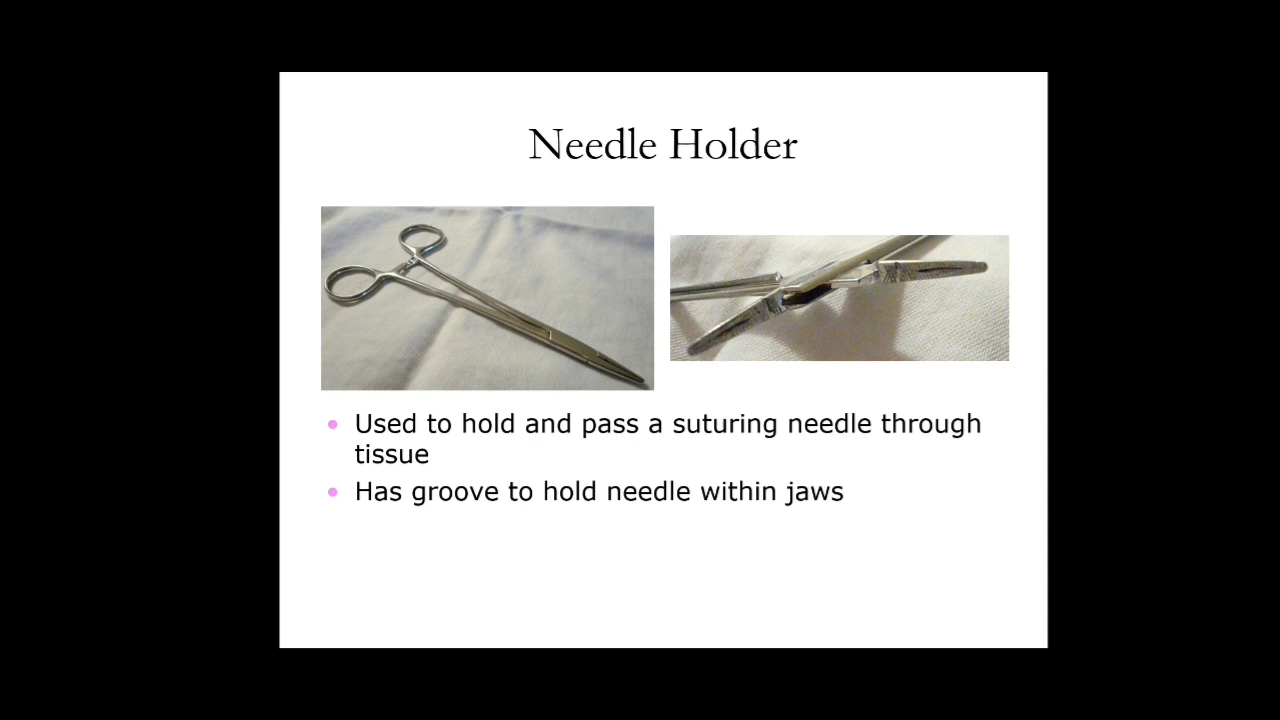 Needle Holder
Used to hold and pass a suturing needle through
tissue
Has groove to hold needle within jaws